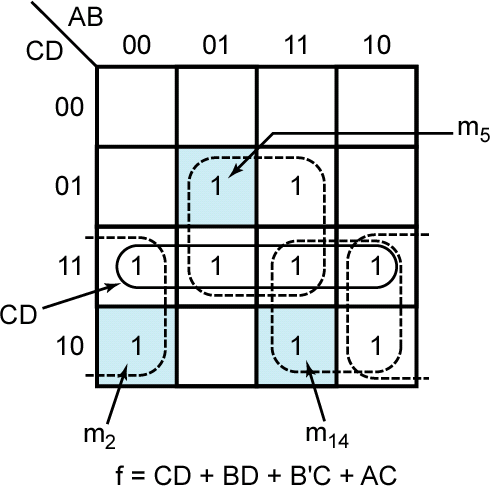 AB
CD 00 01 11 10
00
m5
01 1 1
11 1 1 1 1
CD
10 1 1 1
m2 m14
f = CD + BD + B'C + AC